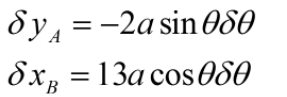 δy_A = −2a sin θδθ
δx_B = 13a cos θδθ